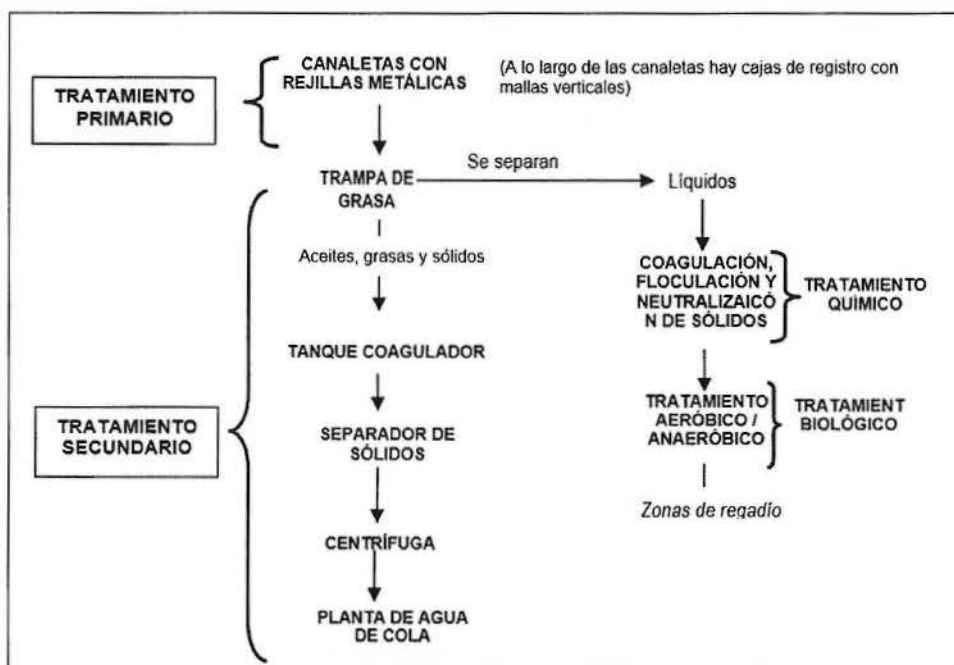 CANALETAS CON
REJILLAS METÁLICAS
(A lo largo de las canaletas hay cajas de registro con
mallas verticales)
TRATAMIENTO
PRIMARIO
TRAMPA DE
GRASA
Se separan
Líquidos
Aceites, grasas y sólidos
COAGULACIÓN,
FLOCULACIÓN Y
NEUTRALIZAICÓ
N DE SÓLIDOS
TRATAMIENTO
QUÍMICO
TANQUE COAGULADOR
TRATAMIENTO
SECUNDARIO
SEPARADOR DE
SÓLIDOS
TRATAMIENTO
AERÓBICO /
ANAERÓBICO
TRATAMIENT
BIOLÓGICO
Zonas de regadío
CENTRÍFUGA
PLANTA DE AGUA
DE COLA